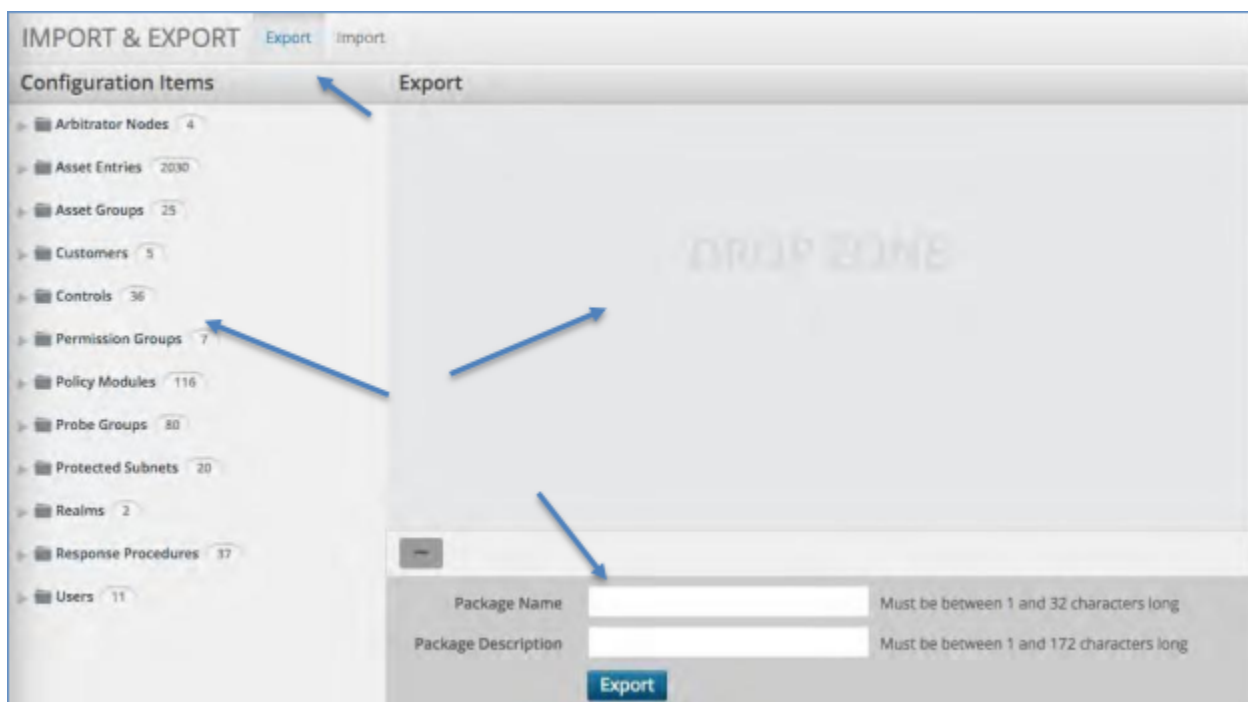 IMPORT & EXPORT Export Import
Configuration Items
Export
Arbitrator Nodes 4
Asset Entries 2030
Asset Groups 25
Customers 5
Controls 36
Permission Groups 7
Policy Modules 116
Probe Groups 80
Protected Subnets 20
Realms 2
Response Procedures 37
Users 11
DROP ZONE
Package Name Must be between 1 and 32 characters long
Package Description Must be between 1 and 172 characters long
Export